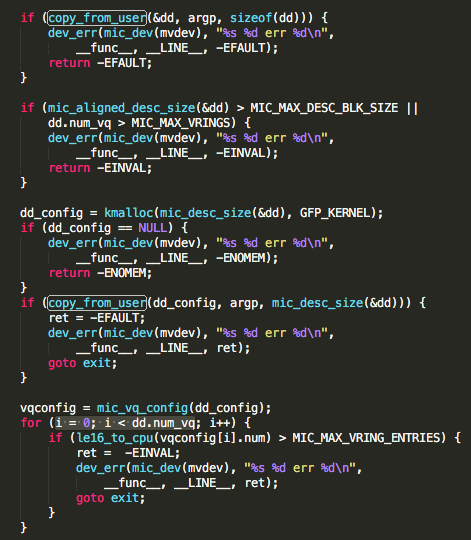 if (copy_from_user(&dd, argp, sizeof(dd))) {
dev_err(mic_dev(mvdev), "%s %d err %d\n",
__func__, __LINE__, -EFAULT);
return -EFAULT;
}
if (mic_aligned_desc_size(&dd) > MIC_MAX_DESC_BLK_SIZE ||
dd.num_vq > MIC_MAX_VRINGS) {
dev_err(mic_dev(mvdev), "%s %d err %d\n",
__func__, __LINE__, -EINVAL);
return -EINVAL;
}
dd_config = kmalloc(mic_desc_size(&dd), GFP_KERNEL);
if (dd_config == NULL) {
dev_err(mic_dev(mvdev), "%s %d err %d\n",
__func__, __LINE__, -ENOMEM);
return -ENOMEM;
}
if (copy_from_user(dd_config, argp, mic_desc_size(&dd))) {
ret = -EFAULT;
dev_err(mic_dev(mvdev), "%s %d err %d\n",
__func__, __LINE__, ret);
goto exit;
}
vqconfig = mic_vq_config(dd_config);
for (i = 0; i < dd.num_vq; i++) {
if (le16_to_cpu(vqconfig[i].num) > MIC_MAX_VRING_ENTRIES) {
ret =  -EINVAL;
dev_err(mic_dev(mvdev), "%s %d err %d\n",
__func__, __LINE__, ret);
goto exit;
}
}